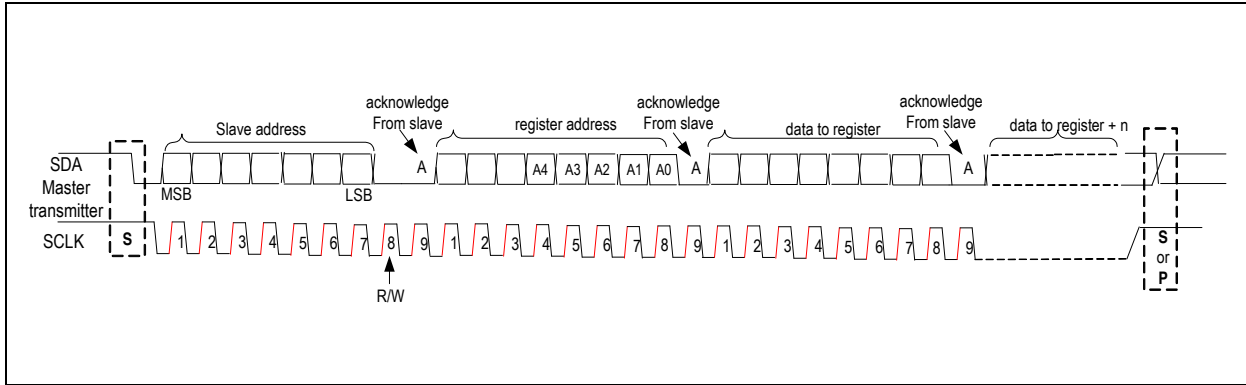 acknowledge
From slave
acknowledge
From slave
acknowledge
From slave
Slave address
register address
data to register
data to register + n
SDA
Master
transmitter
A
A4 A3 A2 A1 A0
A
A
MSB
LSB
SCLK
S
1 2 3 4 5 6 7 8 9 1 2 3 4 5 6 7 8 9 1 2 3 4 5 6 7 8 9
S
or
P
R/W